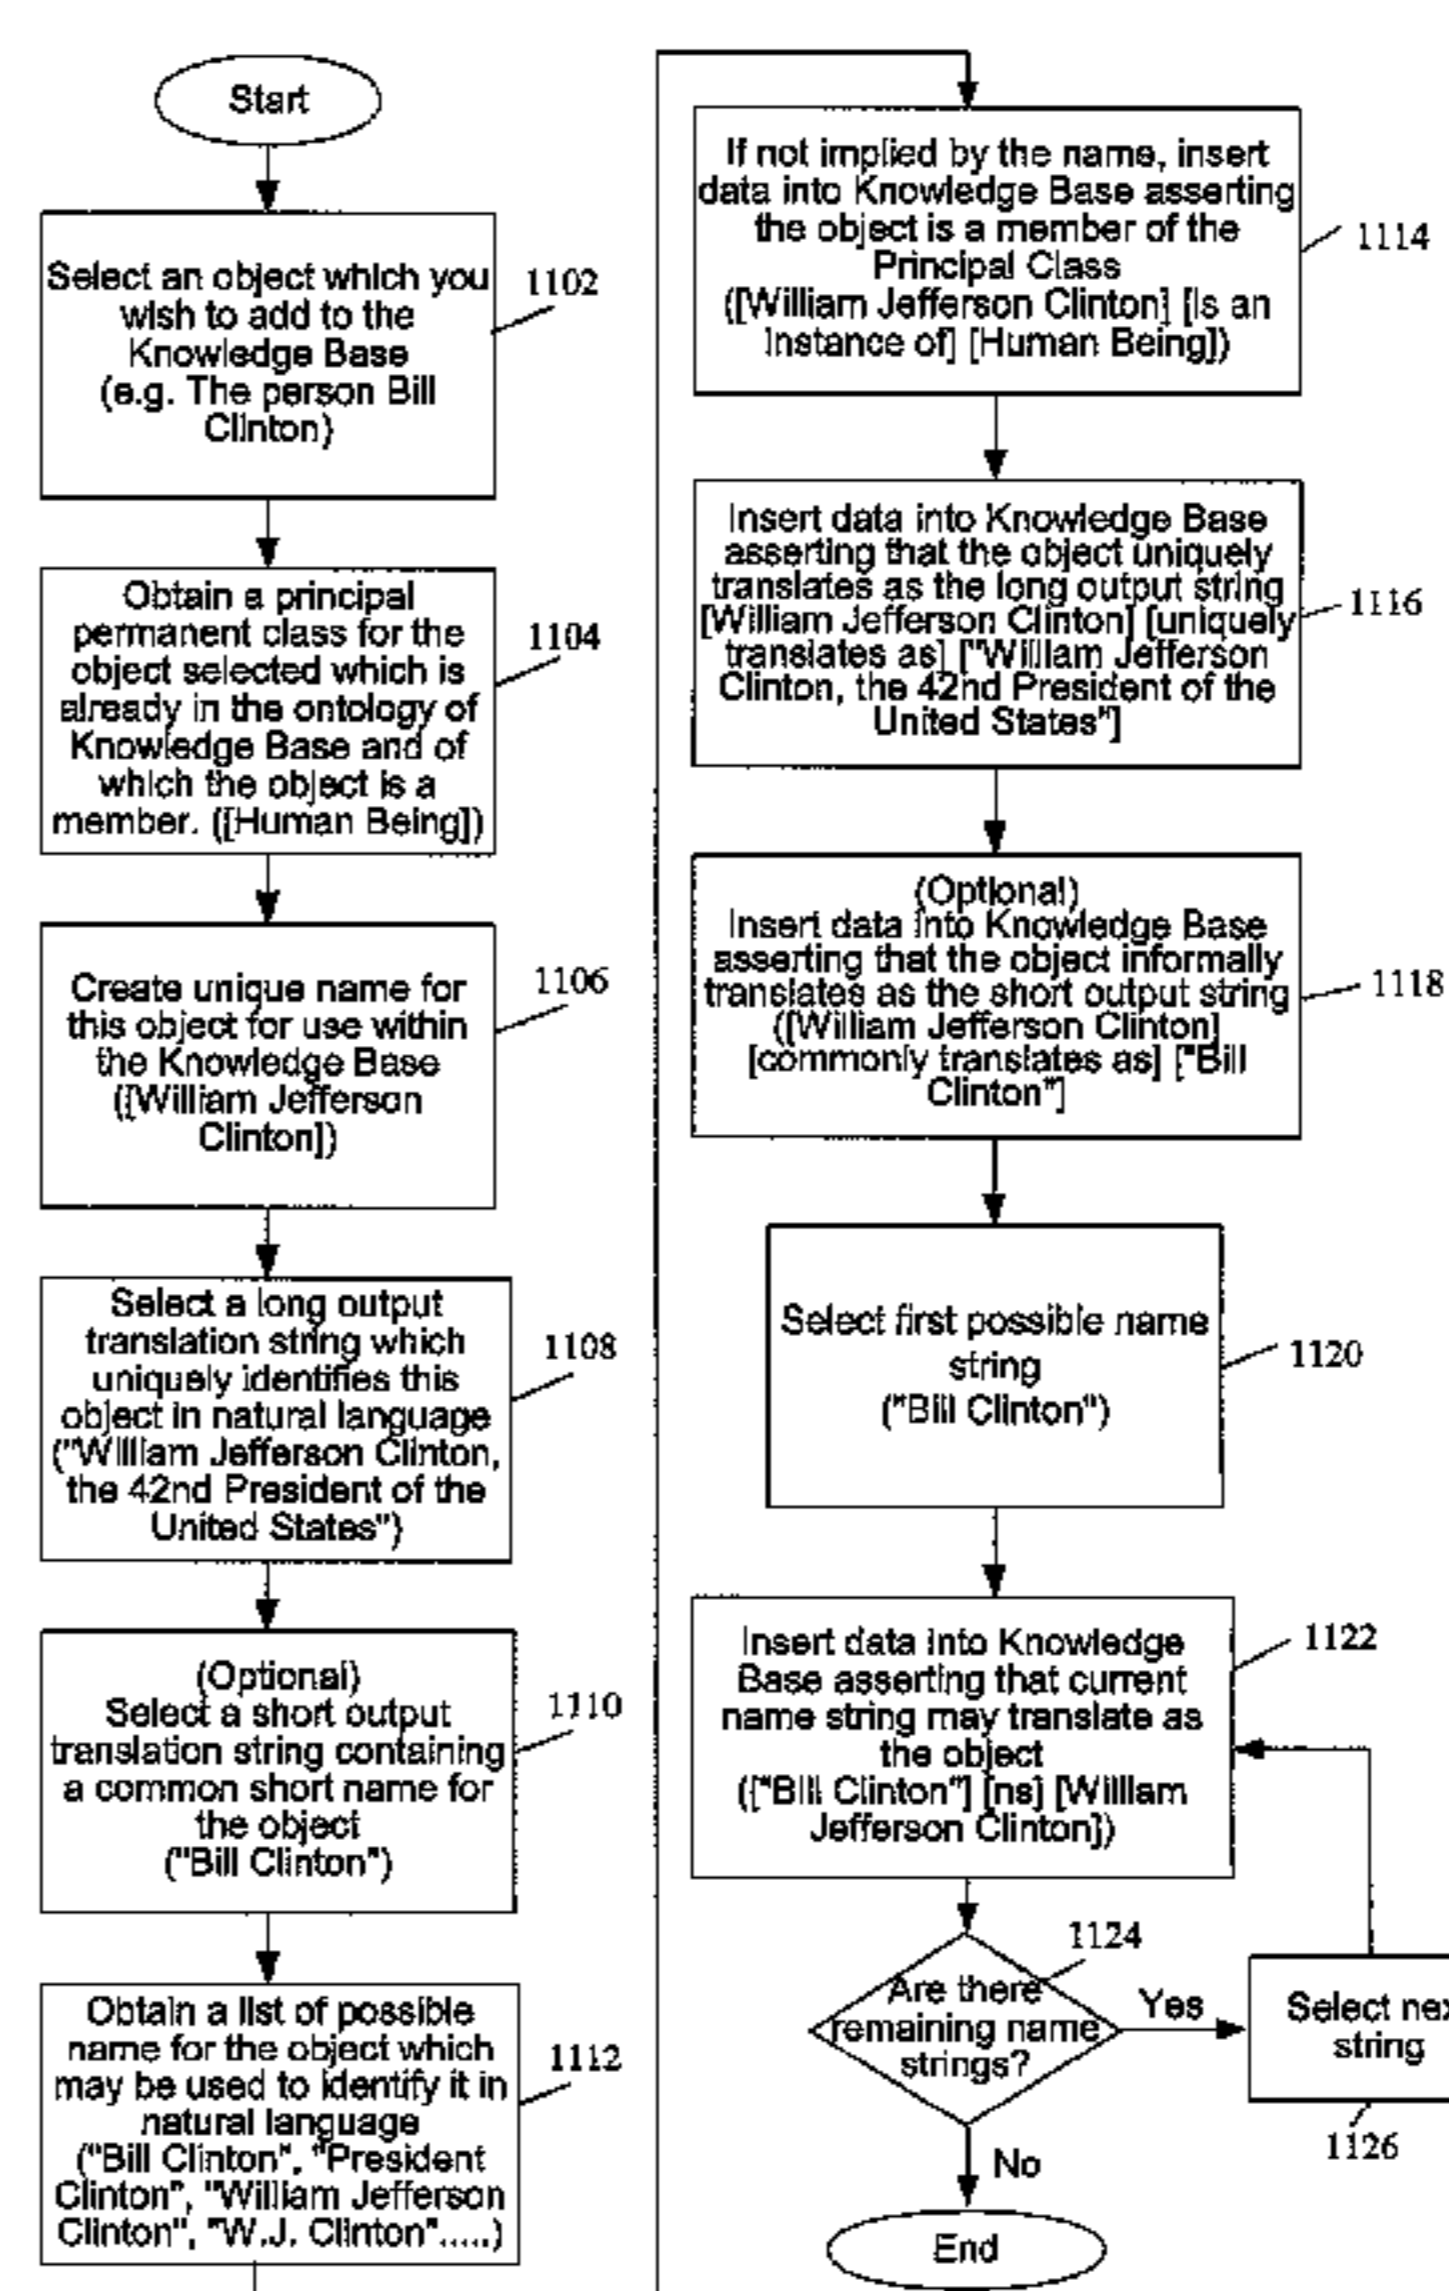 Start
Select an object which you
wish to add to the
Knowledge Base
(e.g. The person Bill
Clinton)
1102
Obtain a principal
permanent class for the
object selected which is
already in the ontology of
Knowledge Base and of
which the object is a
member. ([Human Being])
1104
Create unique name for
this object for use within
the Knowledge Base
([William Jefferson
Clinton])
1106
Select a long output
translation string which
uniquely identifies this
object in natural language
("William Jefferson Clinton,
the 42nd President of the
United States")
1108
(Optional)
Select a short output
translation string containing
a common short name for
the object
("Bill Clinton")
1110
Obtain a list of possible
name for the object which
may be used to identify it in
natural language
("Bill Clinton", "President
Clinton", "William Jefferson
Clinton", "W.J. Clinton".....)
1112
If not implied by the name, insert
data into Knowledge Base asserting
the object is a member of the
Principal Class
([William Jefferson Clinton] [is an
instance of] [Human Being])
1114
Insert data into Knowledge Base
asserting that the object uniquely
translates as the long output string
[William Jefferson Clinton] [uniquely
translates as] ["William Jefferson
Clinton, the 42nd President of the
United States"]
1116
(Optional)
Insert data into Knowledge Base
asserting that the object informally
translates as the short output string
([William Jefferson Clinton]
[commonly translates as] ["Bill
Clinton"]
1118
Select first possible name
string
("Bill Clinton")
1120
Insert data into Knowledge
Base asserting that current
name string may translate as
the object
(["Bill Clinton"] [ns] [William
Jefferson Clinton])
1122
1124
Are there
remaining name
strings?
Yes
Select nex
string
1126
No
End